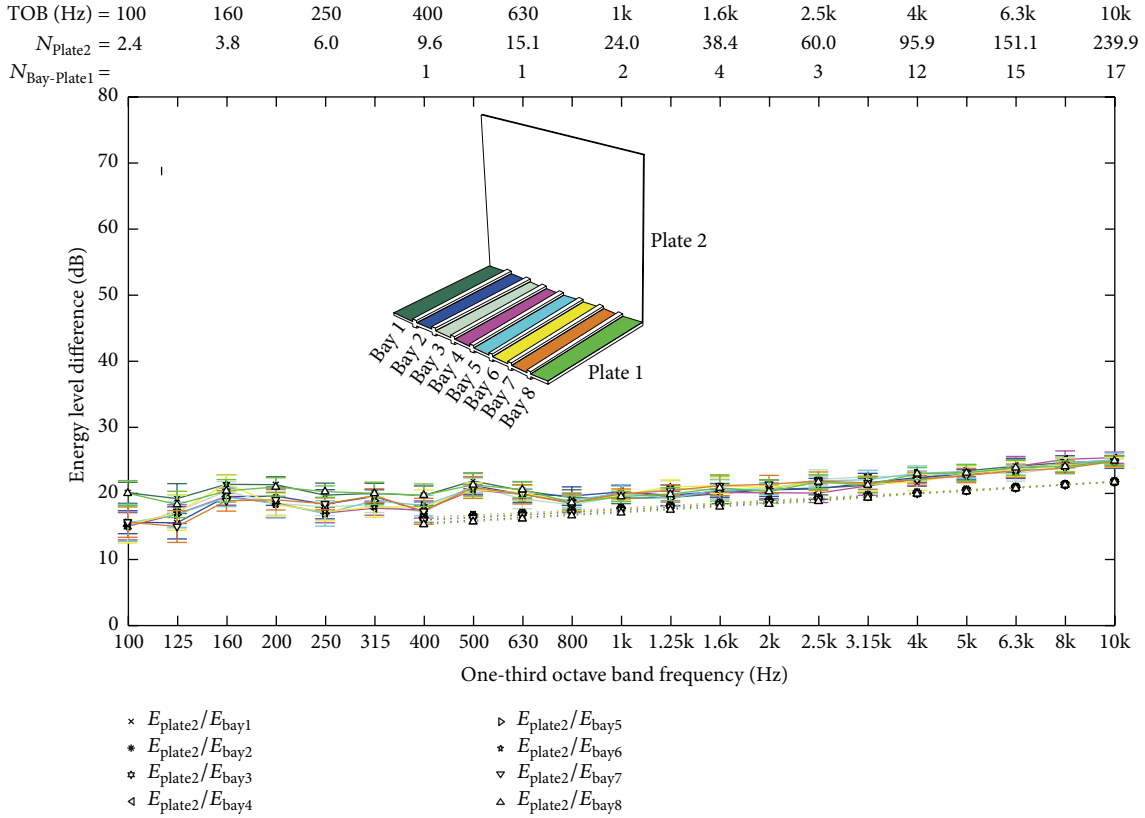 TOB (Hz) = 100 160 250 400 630 1k 1.6k 2.5k 4k 6.3k 10k
N_Plate2 = 2.4 3.8 6.0 9.6 15.1 24.0 38.4 60.0 95.9 151.1 239.9
N_Bay-Plate1 = 1 1 2 4 3 12 15 17
80
70
60
50
40
30
20
10
0
Energy level difference (dB)
Plate 2
Plate 1
Bay 1
Bay 2
Bay 3
Bay 4
Bay 5
Bay 6
Bay 7
Bay 8
100 125 160 200 250 315 400 500 630 800 1k 1.25k 1.6k 2k 2.5k 3.15k 4k 5k 6.3k 8k 10k
One-third octave band frequency (Hz)
E_plate2/E_bay1
E_plate2/E_bay2
E_plate2/E_bay3
E_plate2/E_bay4
E_plate2/E_bay5
E_plate2/E_bay6
E_plate2/E_bay7
E_plate2/E_bay8